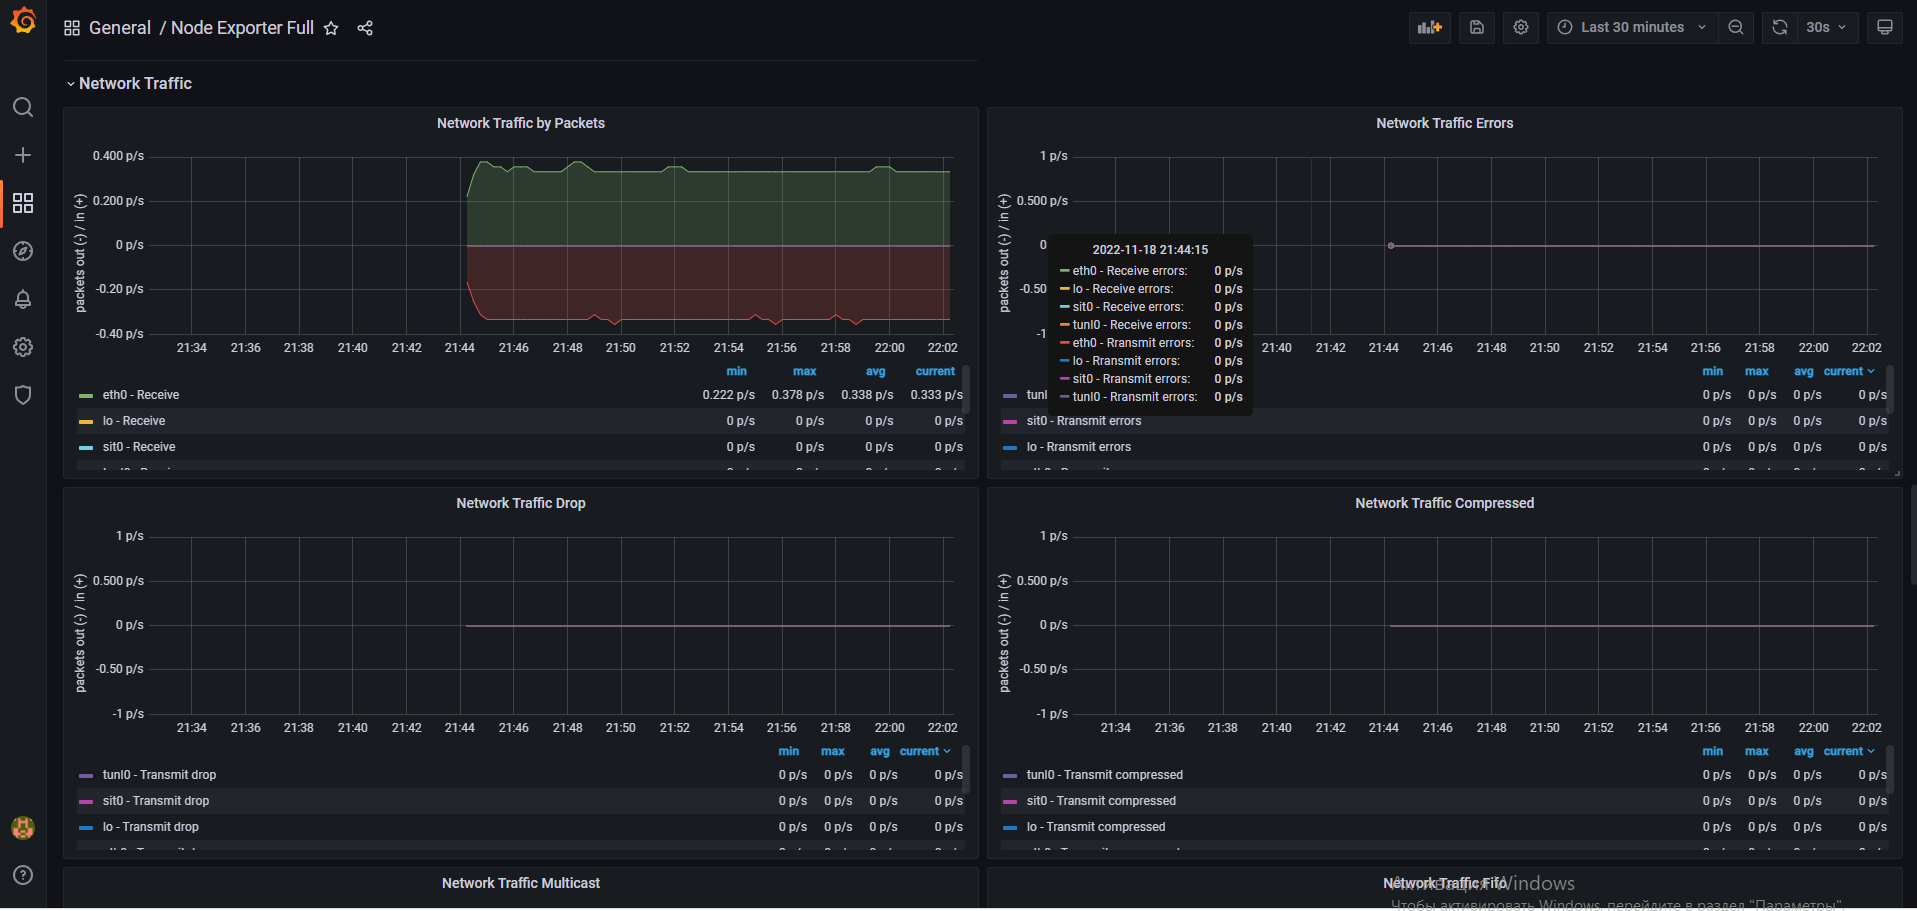 General / Node Exporter Full
Last 30 minutes
30s
Network Traffic
Network Traffic by Packets
packets out (-) / in (+)
0.400 p/s
0.200 p/s
0 p/s
-0.20 p/s
-0.40 p/s
21:34 21:36 21:38 21:40 21:42 21:44 21:46 21:48 21:50 21:52 21:54 21:56 21:58 22:00 22:02
min max avg current
eth0 - Receive 0.222 p/s 0.378 p/s 0.338 p/s 0.333 p/s
lo - Receive 0 p/s 0 p/s 0 p/s 0 p/s
sit0 - Receive 0 p/s 0 p/s 0 p/s 0 p/s
Network Traffic Errors
packets out (-) / in (+)
1 p/s
0.500 p/s
0
-0.50
-1
21:40 21:42 21:44 21:46 21:48 21:50 21:52 21:54 21:56 21:58 22:00 22:02
2022-11-18 21:44:15
eth0 - Receive errors: 0 p/s
lo - Receive errors: 0 p/s
sit0 - Receive errors: 0 p/s
tunl0 - Receive errors: 0 p/s
eth0 - Rransmit errors: 0 p/s
lo - Rransmit errors: 0 p/s
sit0 - Rransmit errors: 0 p/s
tunl0 - Rransmit errors: 0 p/s
min max avg current
tunl 0 p/s 0 p/s 0 p/s 0 p/s
sit0 - Rransmit errors 0 p/s 0 p/s 0 p/s 0 p/s
lo - Rransmit errors 0 p/s 0 p/s 0 p/s 0 p/s
Network Traffic Drop
packets out (-) / in (+)
1 p/s
0.500 p/s
0 p/s
-0.50 p/s
-1 p/s
21:34 21:36 21:38 21:40 21:42 21:44 21:46 21:48 21:50 21:52 21:54 21:56 21:58 22:00 22:02
min max avg current
tunl0 - Transmit drop 0 p/s 0 p/s 0 p/s 0 p/s
sit0 - Transmit drop 0 p/s 0 p/s 0 p/s 0 p/s
lo - Transmit drop 0 p/s 0 p/s 0 p/s 0 p/s
Network Traffic Compressed
packets out (-) / in (+)
1 p/s
0.500 p/s
0 p/s
-0.50 p/s
-1 p/s
21:34 21:36 21:38 21:40 21:42 21:44 21:46 21:48 21:50 21:52 21:54 21:56 21:58 22:00 22:02
min max avg current
tunl0 - Transmit compressed 0 p/s 0 p/s 0 p/s 0 p/s
sit0 - Transmit compressed 0 p/s 0 p/s 0 p/s 0 p/s
lo - Transmit compressed 0 p/s 0 p/s 0 p/s 0 p/s
Network Traffic Multicast
Network Traffic Fifo
Активация Windows
Чтобы активировать Windows, перейдите в раздел "Параметры".